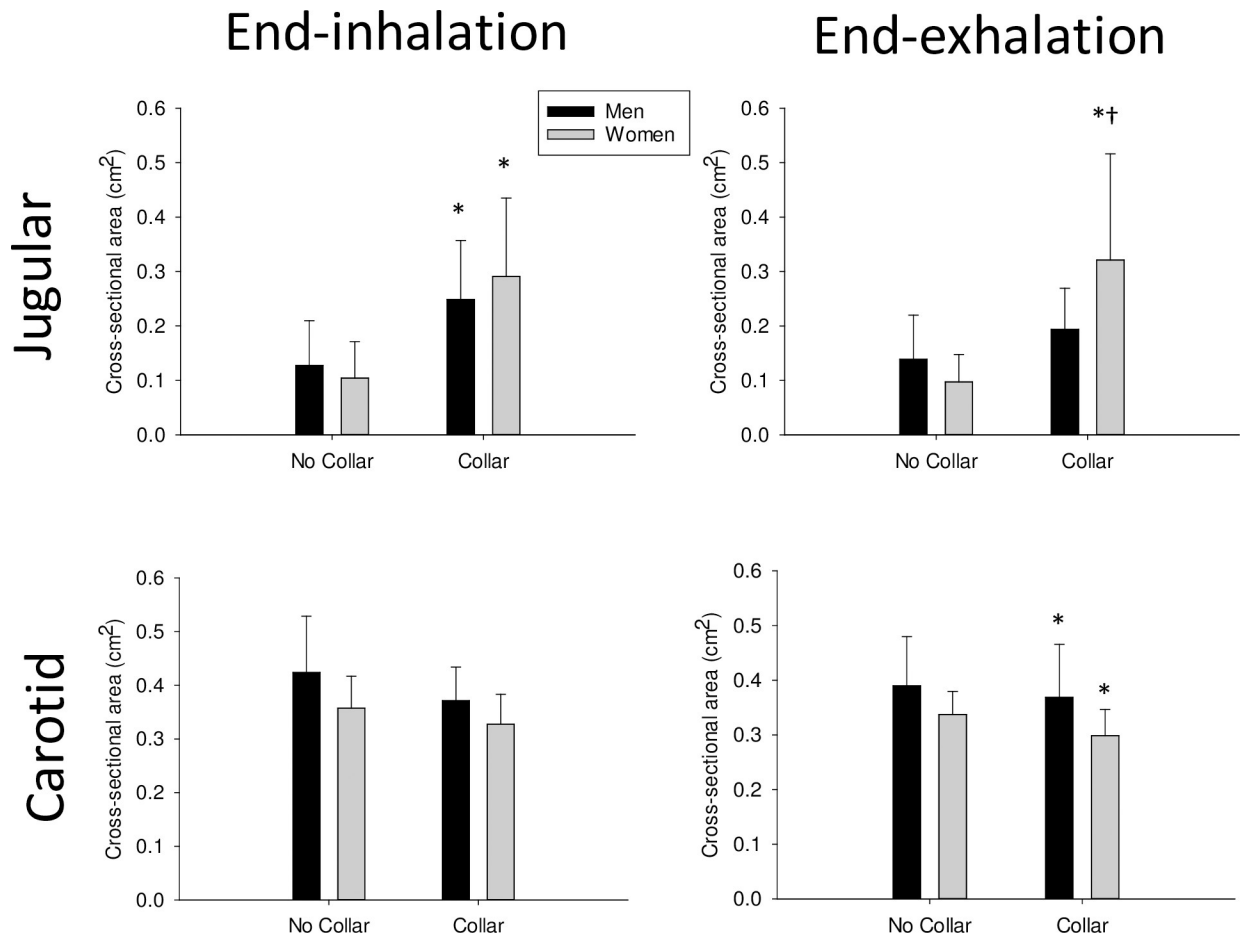 End-inhalation
End-exhalation
Jugular
Cross-sectional area (cm2)
0.6
0.5
0.4
0.3
0.2
0.1
0.0
Men
Women
*
*
No Collar
Collar
Cross-sectional area (cm2)
0.6
0.5
0.4
0.3
0.2
0.1
0.0
*†
No Collar
Collar
Carotid
Cross-sectional area (cm2)
0.6
0.5
0.4
0.3
0.2
0.1
0.0
No Collar
Collar
Cross-sectional area (cm2)
0.6
0.5
0.4
0.3
0.2
0.1
0.0
*
*
No Collar
Collar